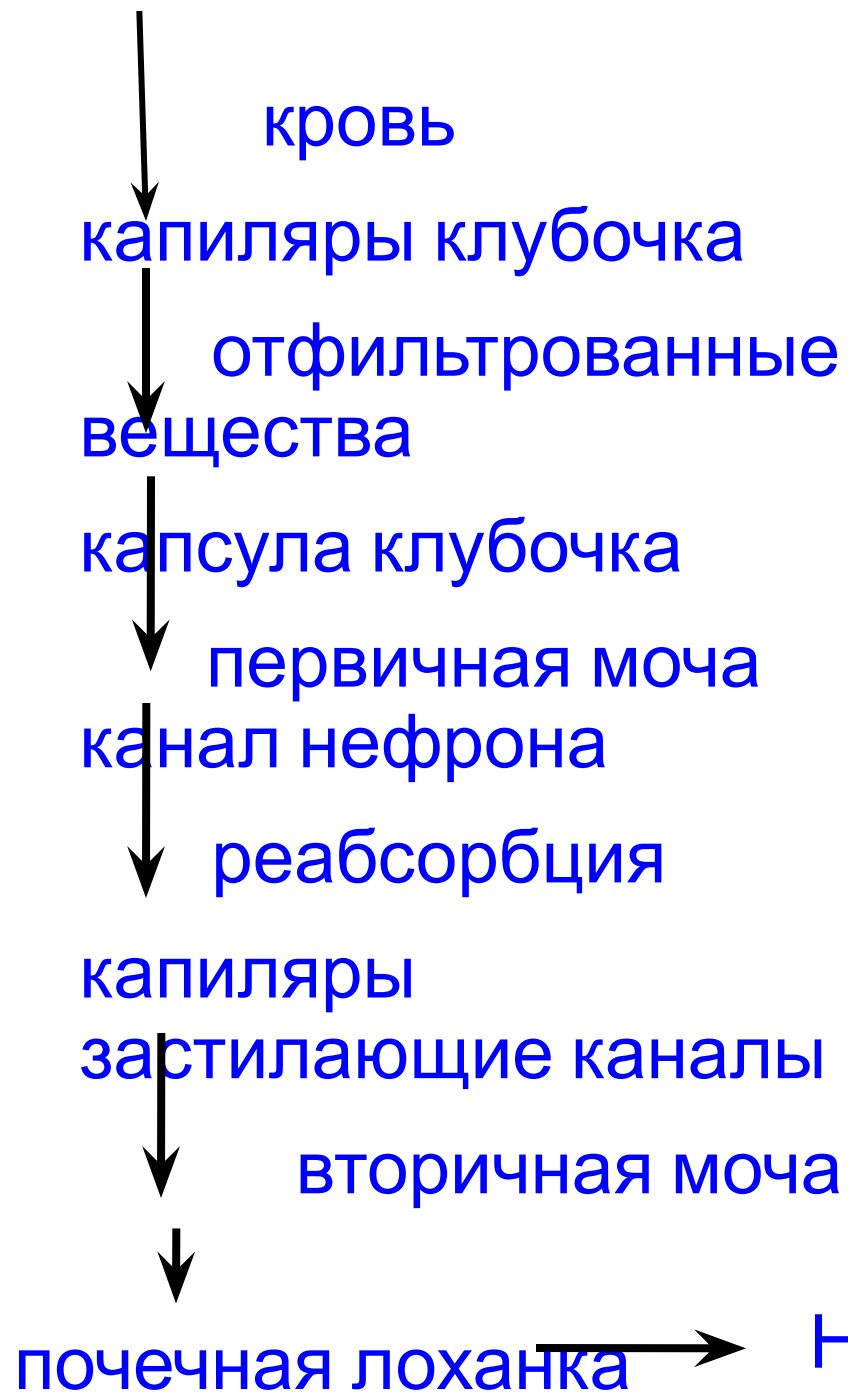 кровь
капиляры клубочка
отфильтрованные
вещества
капсула клубочка
первичная моча
канал нефрона
реабсорбция
капиляры
застилающие каналы
вторичная моча
почечная лоханка